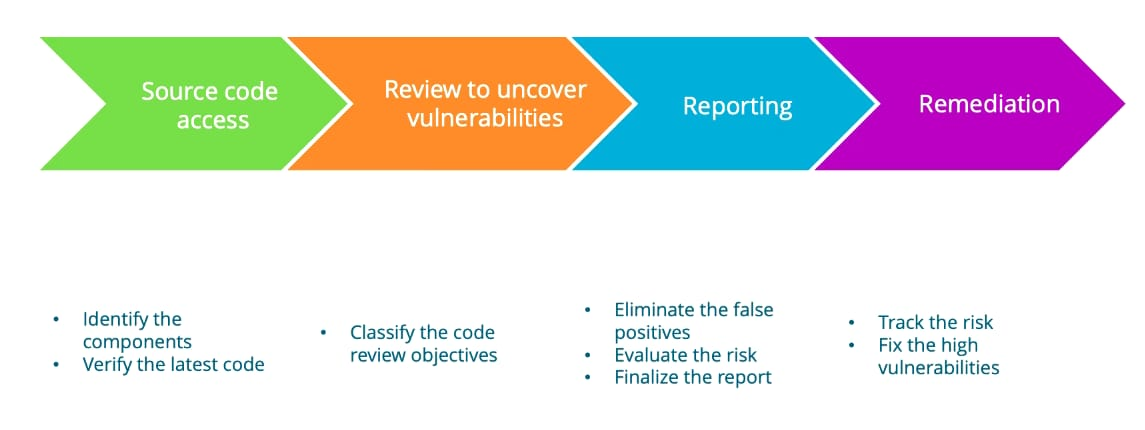 Source code
access
Review to uncover
vulnerabilities
Reporting
Remediation
• Identify the
components
• Verify the latest code
• Classify the code
review objectives
• Eliminate the false
positives
• Evaluate the risk
• Finalize the report
• Track the risk
• Fix the high
vulnerabilities